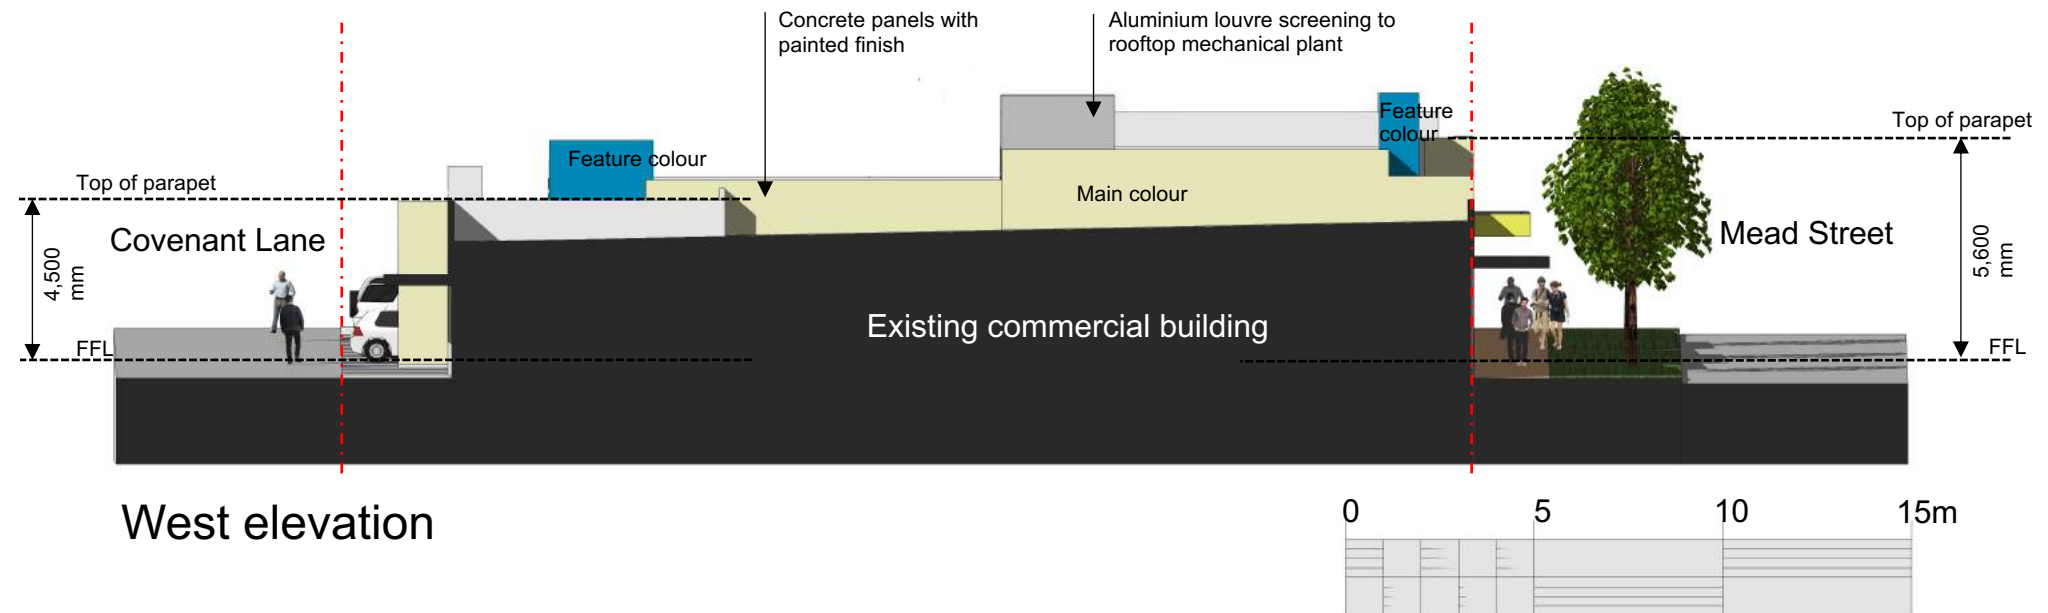 Concrete panels with
painted finish
Aluminium louvre screening to
rooftop mechanical plant
Feature
colour
Top of parapet
Feature colour
Top of parapet
Main colour
Covenant Lane
Mead Street
4,500
mm
5,600
mm
Existing commercial building
FFL
FFL
West elevation
0 5 10 15m